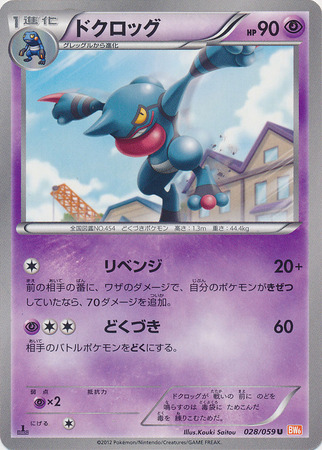 1進化
ドクロッグ
HP90
グレッグルから進化
全国図鑑NO.454 どくづきポケモン 高さ:1.3m 重さ:44.4kg
リベンジ 20+
前の相手の番に、ワザのダメージで、自分のポケモンがきぜつ
していたなら、70ダメージを追加。
どくづき 60
相手のバトルポケモンをどくにする。
弱点 抵抗力
×2
にげる
ドクロッグが 戦いの 前に のどを
鳴らすのは 毒袋に ためこんだ
毒を 練りこむためだ。
1
Illus.Kouki Saitou 028/059 U BW6
©2012 Pokémon/Nintendo/Creatures/GAME FREAK.